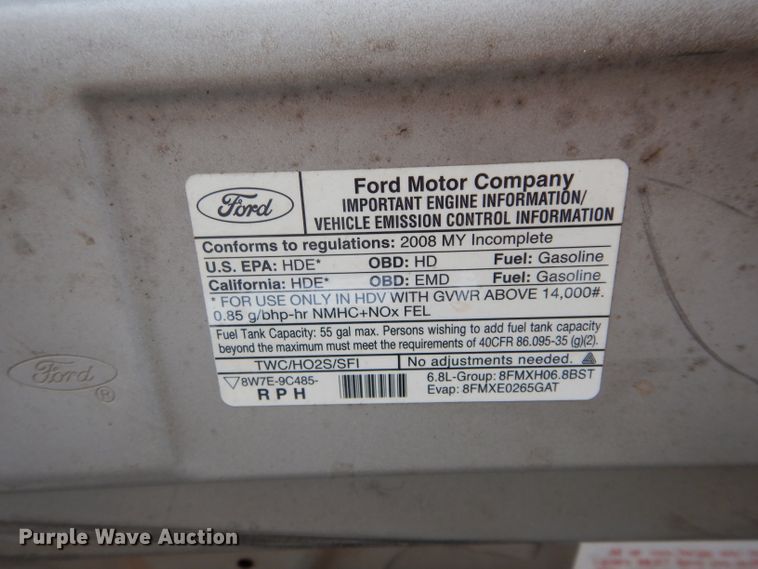 Ford
Ford Motor Company
IMPORTANT ENGINE INFORMATION/
VEHICLE EMISSION CONTROL INFORMATION
Conforms to regulations: 2008 MY Incomplete
U.S. EPA: HDE* OBD: HD Fuel: Gasoline
California: HDE* OBD: EMD Fuel: Gasoline
* FOR USE ONLY IN HDV WITH GVWR ABOVE 14,000#.
0.85 g/bhp-hr NMHC+NOx FEL
Fuel Tank Capacity: 55 gal max. Persons wishing to add fuel tank capacity
beyond the maximum must meet the requirements of 40CFR 86.095-35 (g)(2).
TWC/HO2S/SFI No adjustments needed.
8W7E-9C485- 6.8L-Group: 8FMXH06.8BST
RPH Evap: 8FMXE0265GAT
Ford ®
Purple Wave Auction®